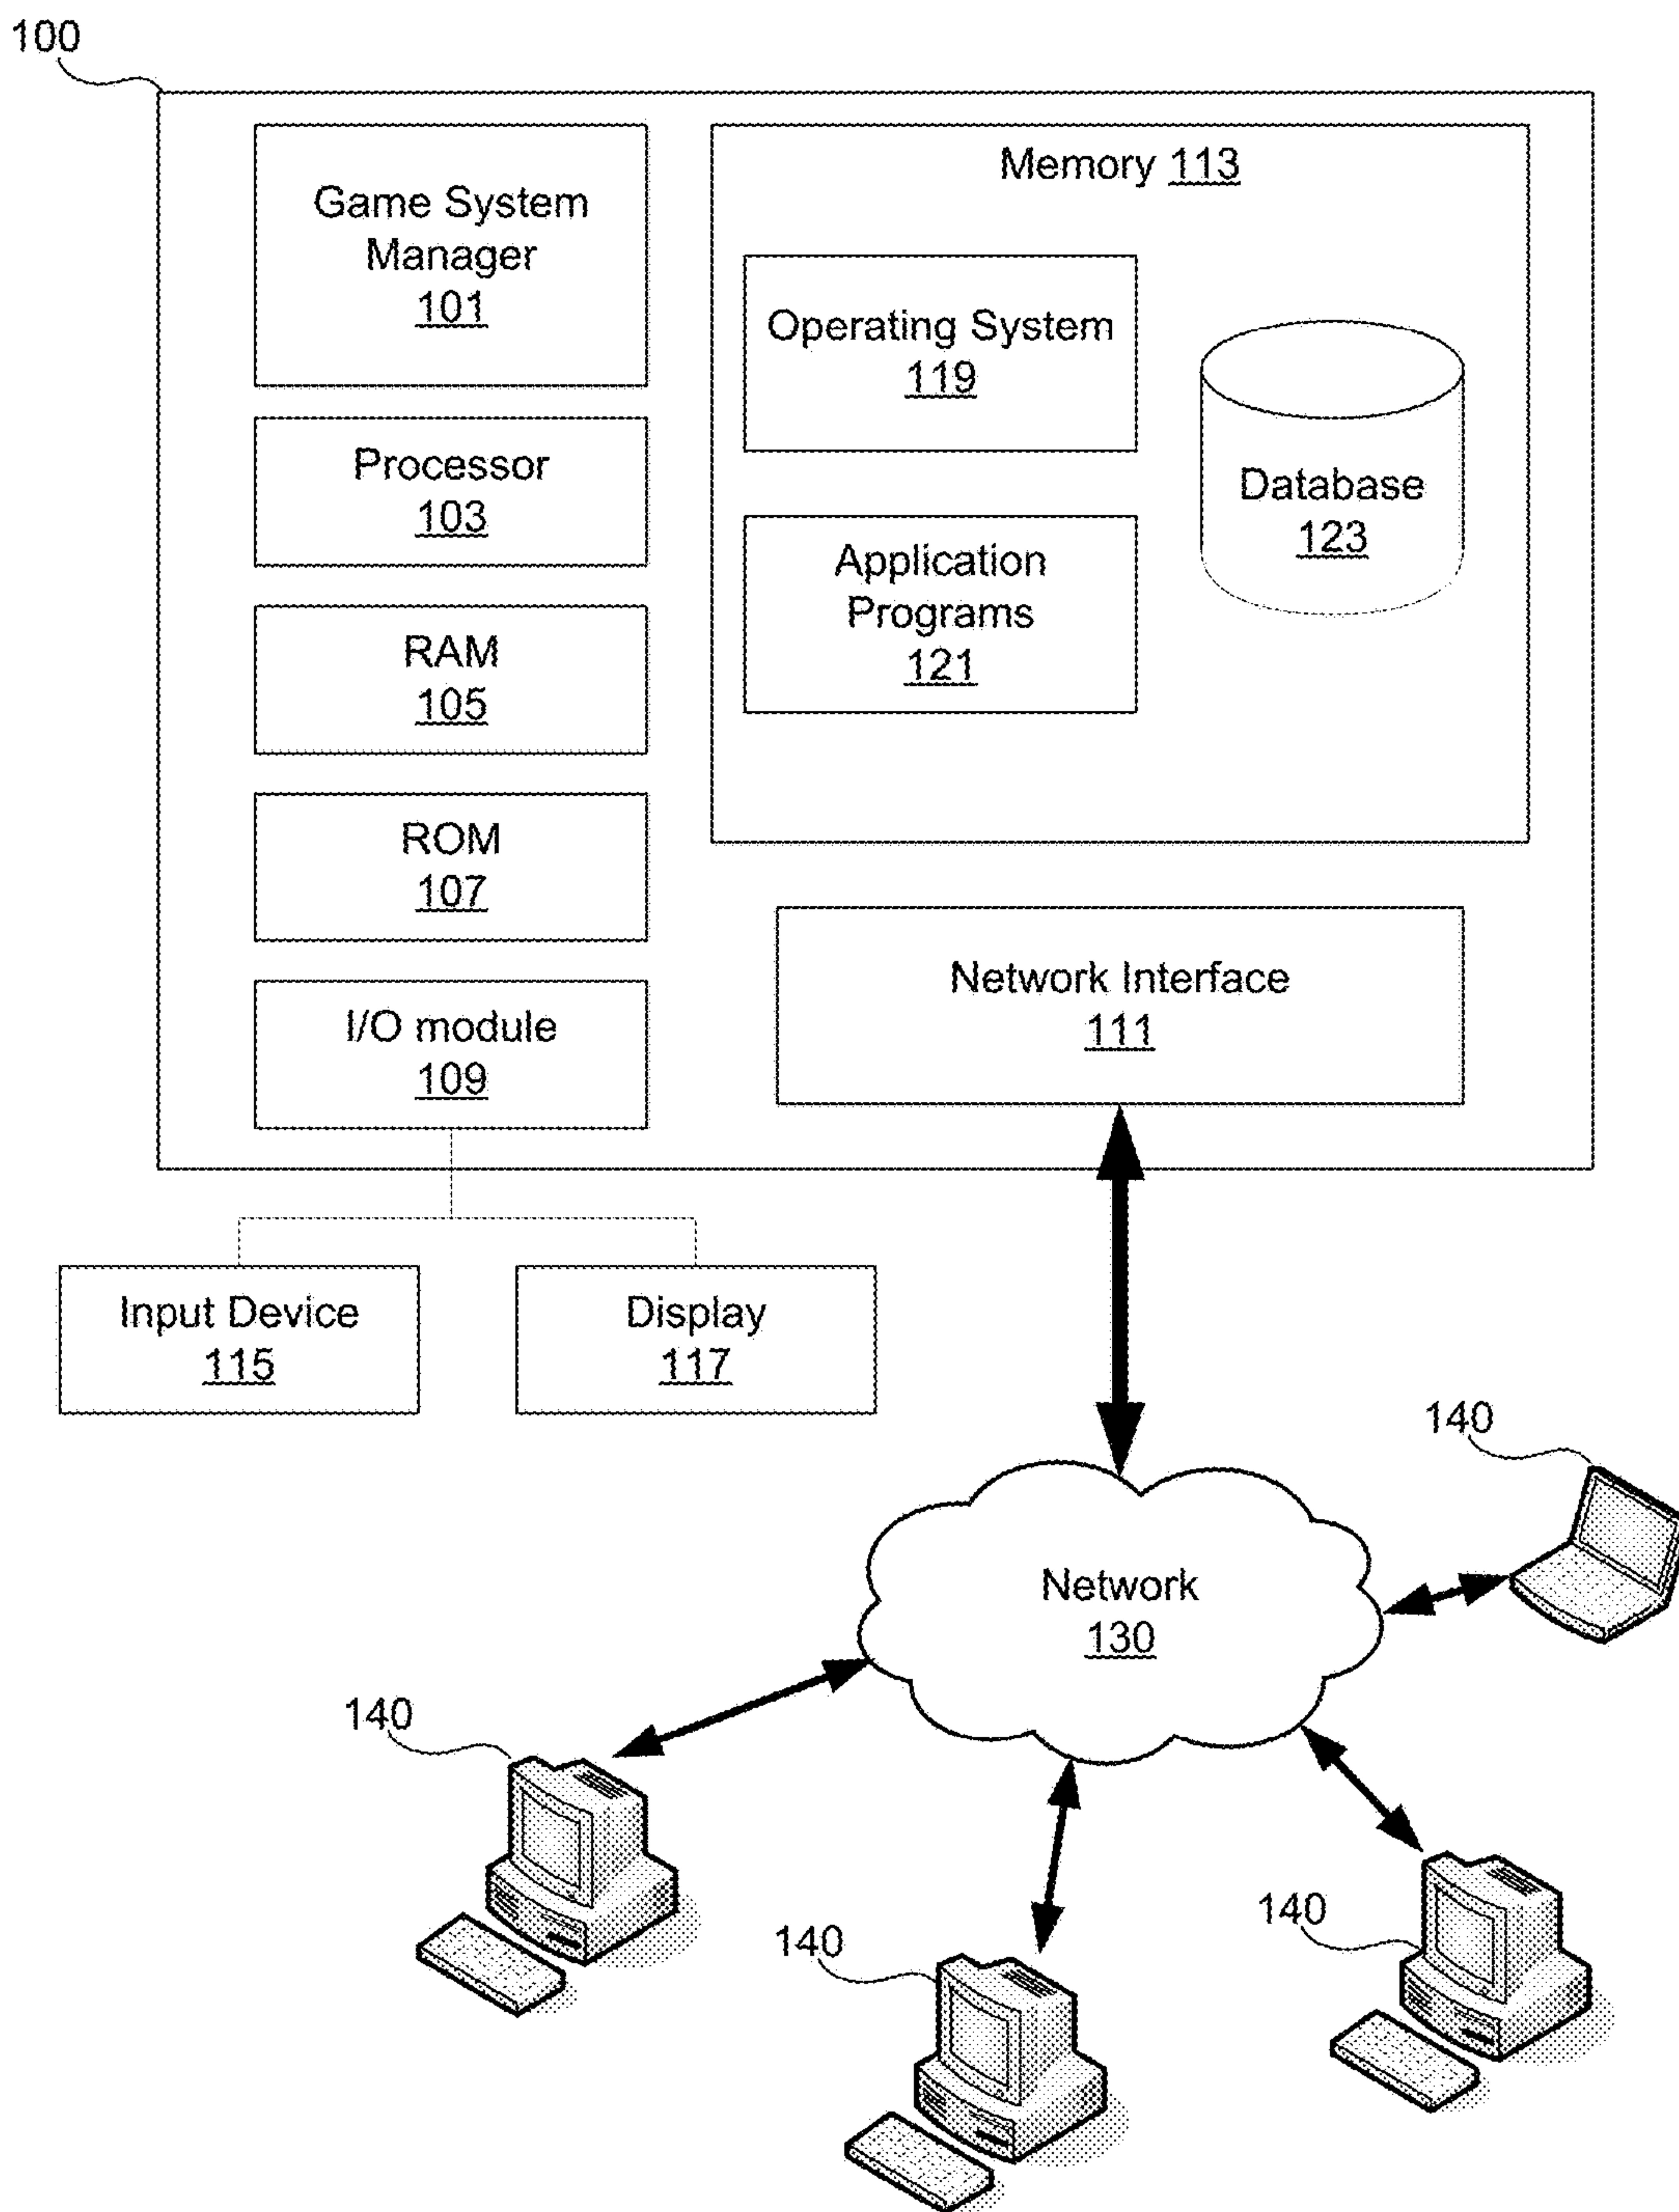 100
Game System
Manager
101
Processor
103
RAM
105
ROM
107
I/O module
109
Memory 113
Operating System
119
Application
Programs
121
Database
123
Network Interface
111
Input Device
115
Display
117
Network
130
140
140
140
140